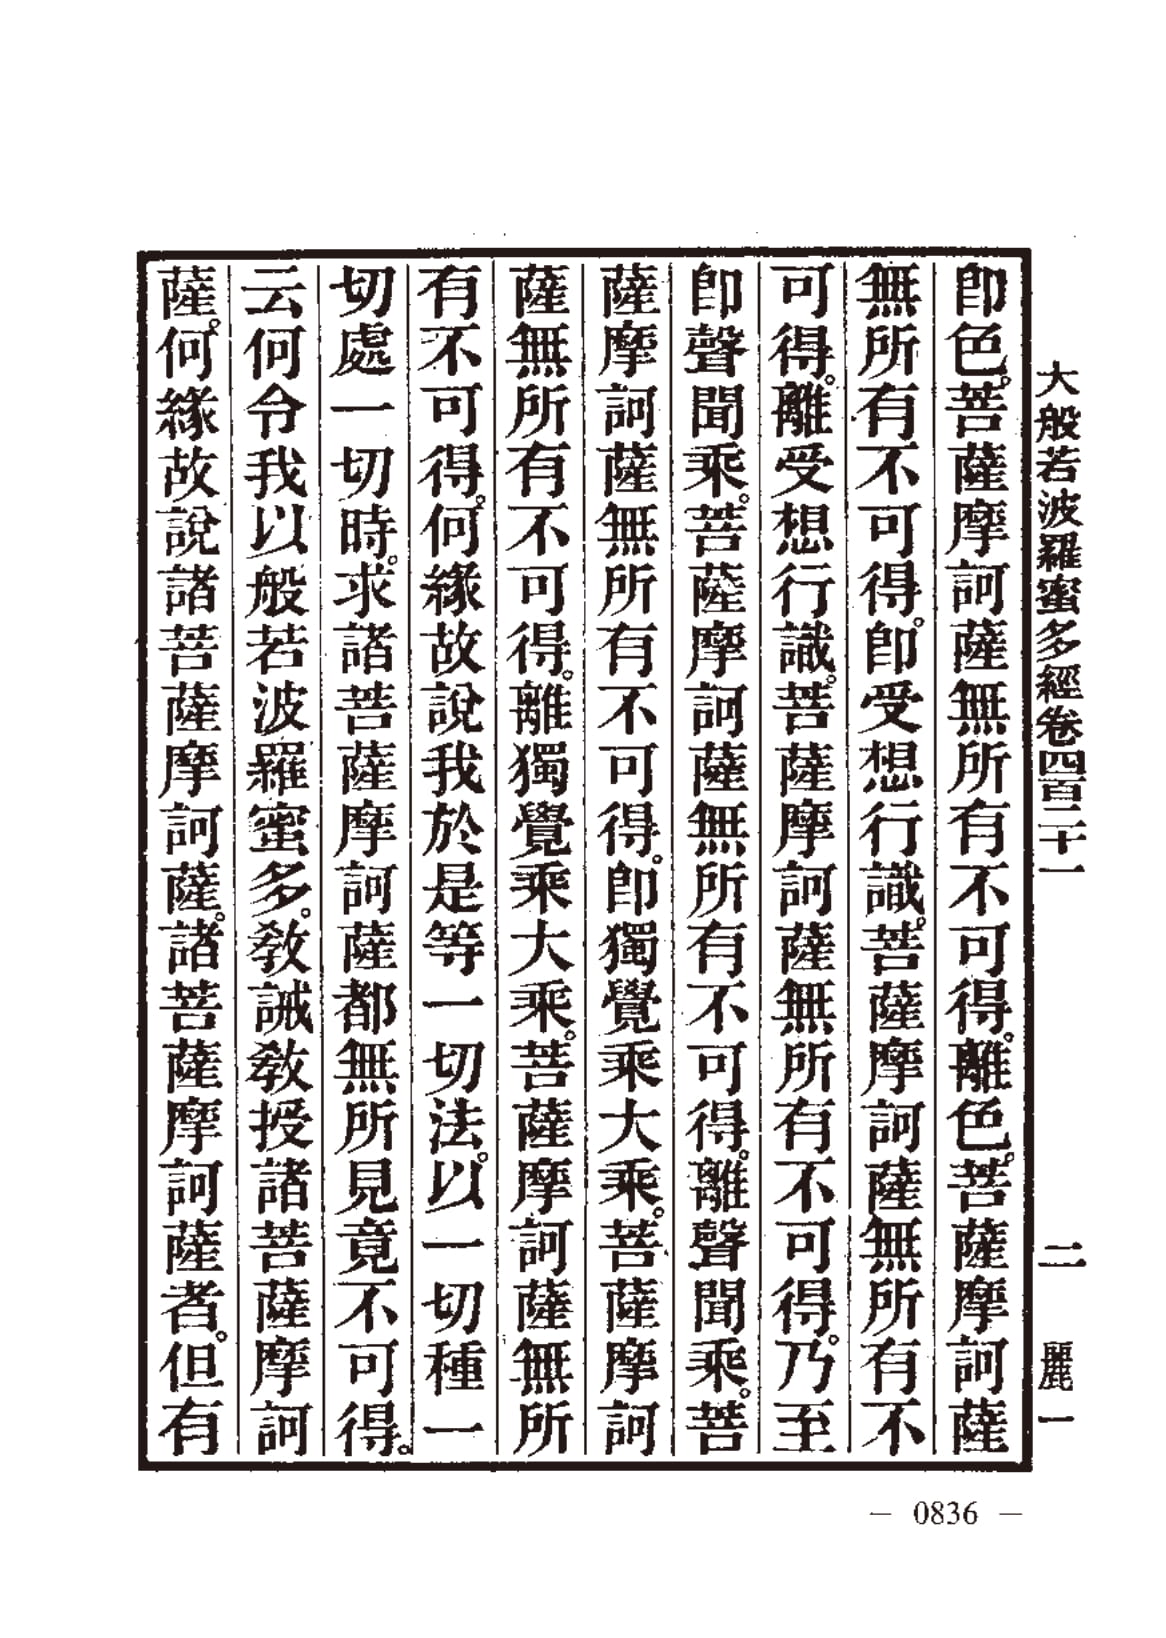 大般若波羅蜜多經卷四百二十一 二 麗一
卽色。菩薩摩訶薩無所有不可得。離色。菩薩摩訶薩
無所有不可得。卽受想行識。菩薩摩訶薩無所有不
可得。離受想行識。菩薩摩訶薩無所有不可得。乃至
卽聲聞乘。菩薩摩訶薩無所有不可得。離聲聞乘。菩
薩摩訶薩無所有不可得。卽獨覺乘大乘。菩薩摩訶
薩無所有不可得。離獨覺乘大乘。菩薩摩訶薩無所
有不可得。何緣故說我於是等一切法。以一切種一
切處一切時。求諸菩薩摩訶薩都無所見竟不可得。
云何令我以般若波羅蜜多。敎誡敎授諸菩薩摩訶
薩。何緣故說諸菩薩摩訶薩。諸菩薩摩訶薩者。但有
— 0836 —